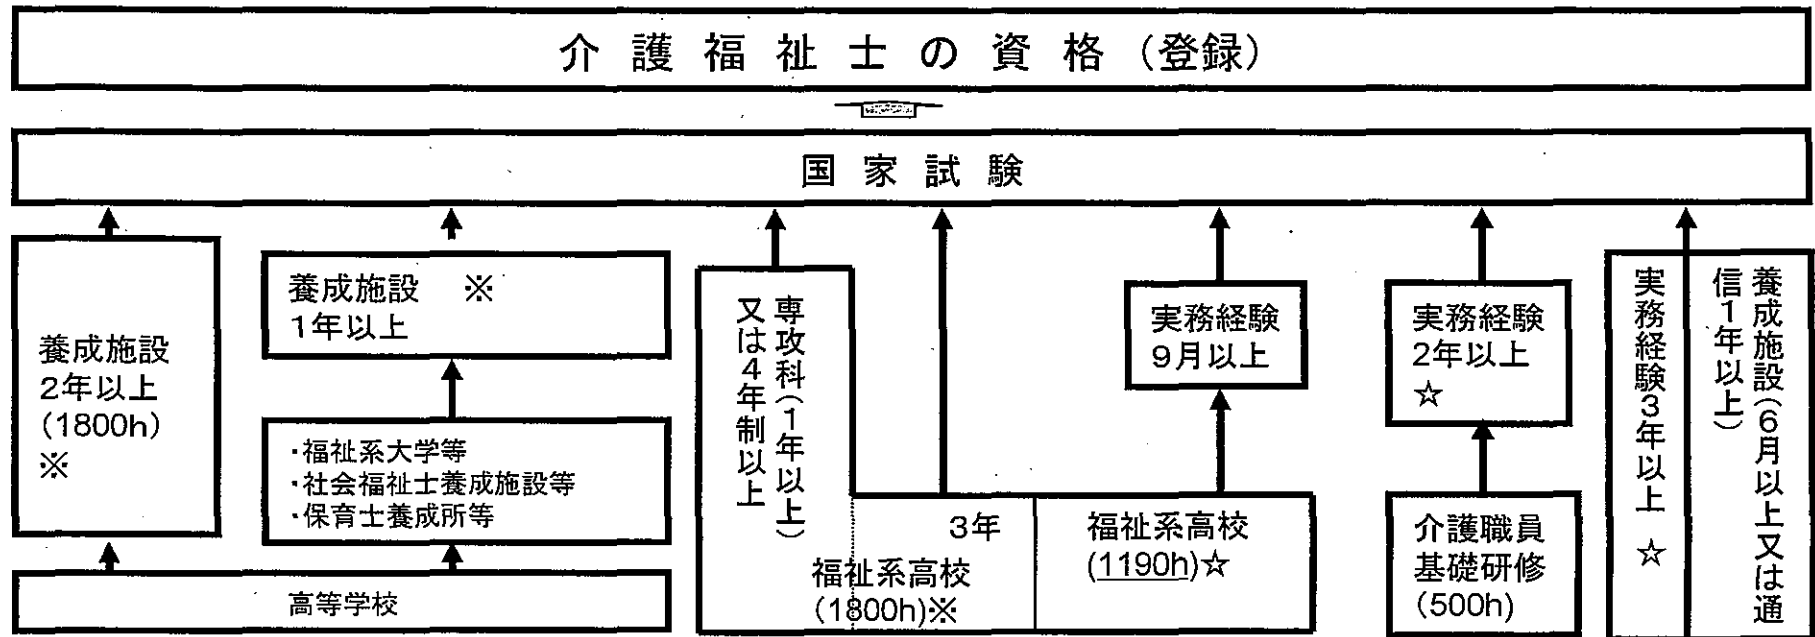 介護福祉士の資格（登録）
国家試験
養成施設
2年以上
(1800h)
※
養成施設　※
1年以上
・福祉系大学等
・社会福祉士養成施設等
・保育士養成所等
高等学校
専攻科（1年以上）
又は4年制以上
3年
福祉系高校
(1800h)※
実務経験
9月以上
福祉系高校
(1190h)☆
実務経験
2年以上
☆
介護職員
基礎研修
(500h)
実務経験3年以上　☆
養成施設（6月以上又は通
信1年以上）